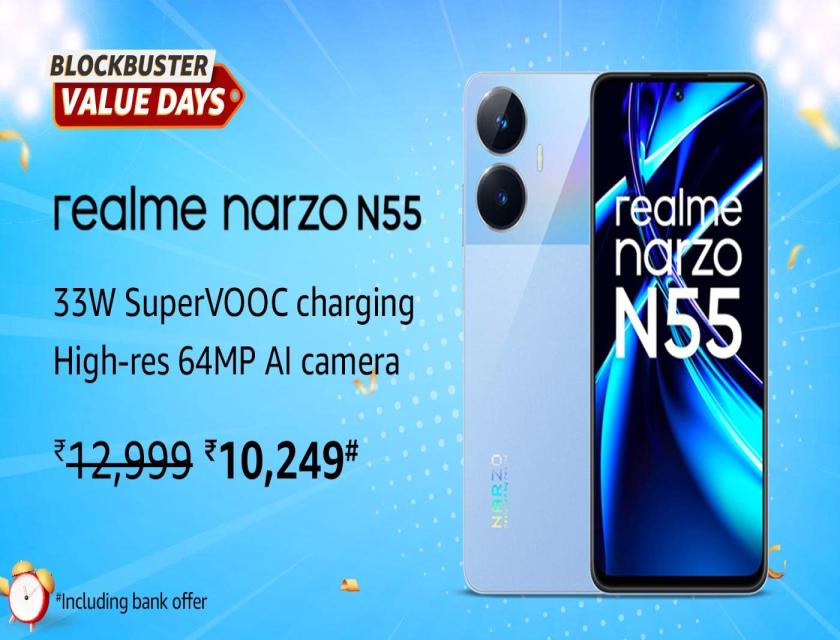 BLOCKBUSTER
VALUE DAYS
realme narzo N55
33W SuperVOOC charging
High-res 64MP AI camera
₹12,999 ₹10,249#
#Including bank offer
NARZO
realme
narzo
N55